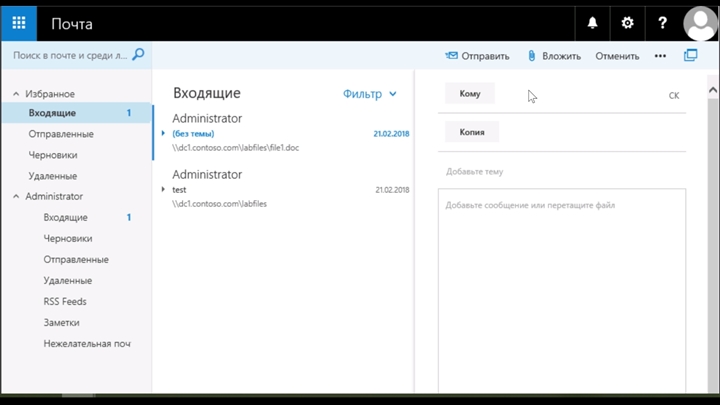 Почта
?
Поиск в почте и среди л...
Отправить
Вложить
Отменить
•••
Избранное
Входящие 1
Отправленные
Черновики
Удаленные
Administrator
Входящие 1
Черновики
Отправленные
Удаленные
RSS Feeds
Заметки
Нежелательная поч
Входящие
Фильтр
Administrator
(без темы) 21.02.2018
\\dc1.contoso.com\labfiles\file1.doc
Administrator
test 21.02.2018
\\dc1.contoso.com\labfiles
Кому
СК
Копия
Добавьте тему
Добавьте сообщение или перетащите файл